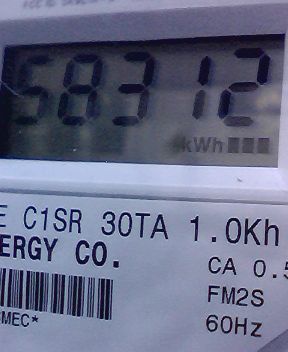 58312
kWh
E C1SR 30TA 1.0Kh
ERGY CO.
CA 0.5
FM2S
MEC*
60Hz